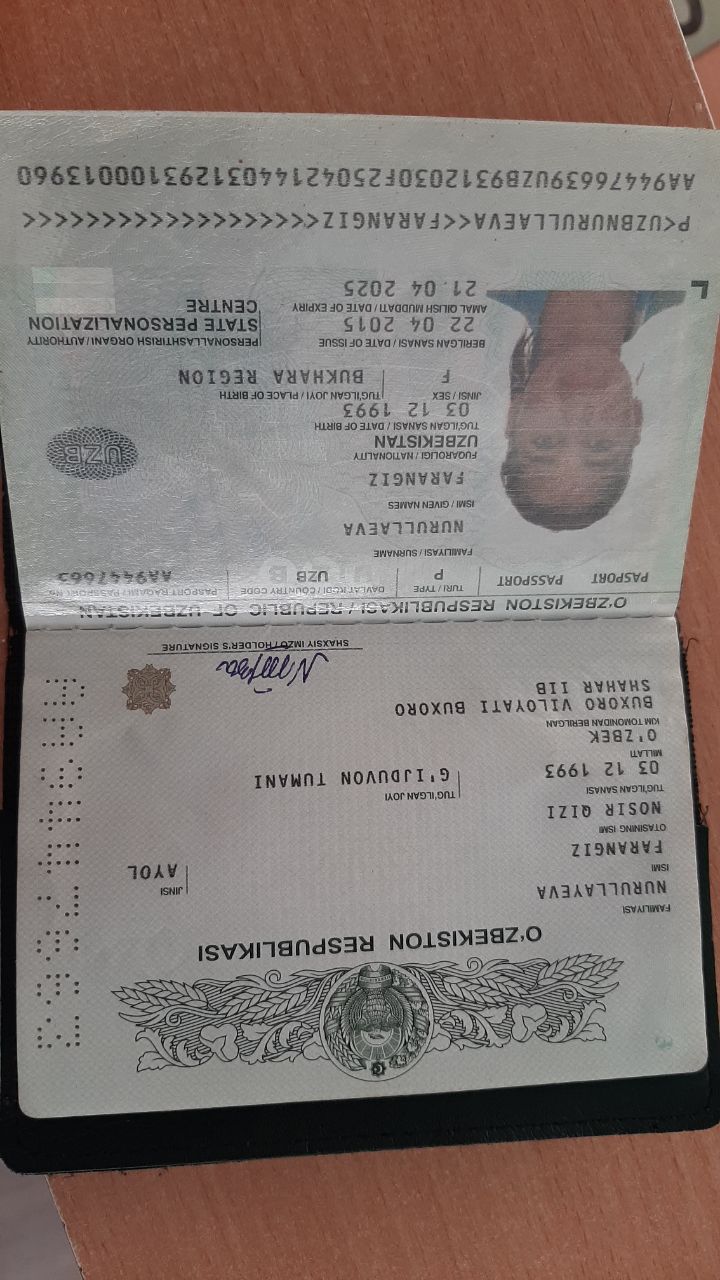 O'ZBEKISTON RESPUBLIKASI
FAMILIYASI
NURULLAYEVA
ISMI
FARANGIZ
JINSI
AYOL
OTASINING ISMI
NOSIR QIZI
TUG'ILGAN SANASI
03 12 1993
TUG'ILGAN JOYI
G'IJDUVON TUMANI
MILLATI
O'ZBEK
KIM TOMONIDAN BERILGAN
BUXORO VILOYATI BUXORO
SHAHAR IIB
SHAXSIY IMZO / HOLDER'S SIGNATURE
O'ZBEKISTON RESPUBLIKASI / REPUBLIC OF UZBEKISTAN
PASPORT PASSPORT
TURI / TYPE
P
DAVLAT KODI / COUNTRY CODE
UZB
PASPORT RAQAMI / PASSPORT No
AA9447663
FAMILIYASI / SURNAME
NURULLAEVA
ISMI / GIVEN NAMES
FARANGIZ
FUQAROLIGI / NATIONALITY
UZBEKISTAN
UZB
TUG'ILGAN SANASI / DATE OF BIRTH
03 12 1993
JINSI / SEX
F
TUG'ILGAN JOYI / PLACE OF BIRTH
BUKHARA REGION
BERILGAN SANASI / DATE OF ISSUE
22 04 2015
PERSONALLASHTIRISH ORGANI / AUTHORITY
STATE PERSONALIZATION
CENTRE
AMAL QILISH MUDDATI / DATE OF EXPIRY
21 04 2025
P<UZBNURULLAEVA<<FARANGIZ<<<<<<<<<<<<<<<<<<<
AA94476639UZB9312030F25042144031293100013960